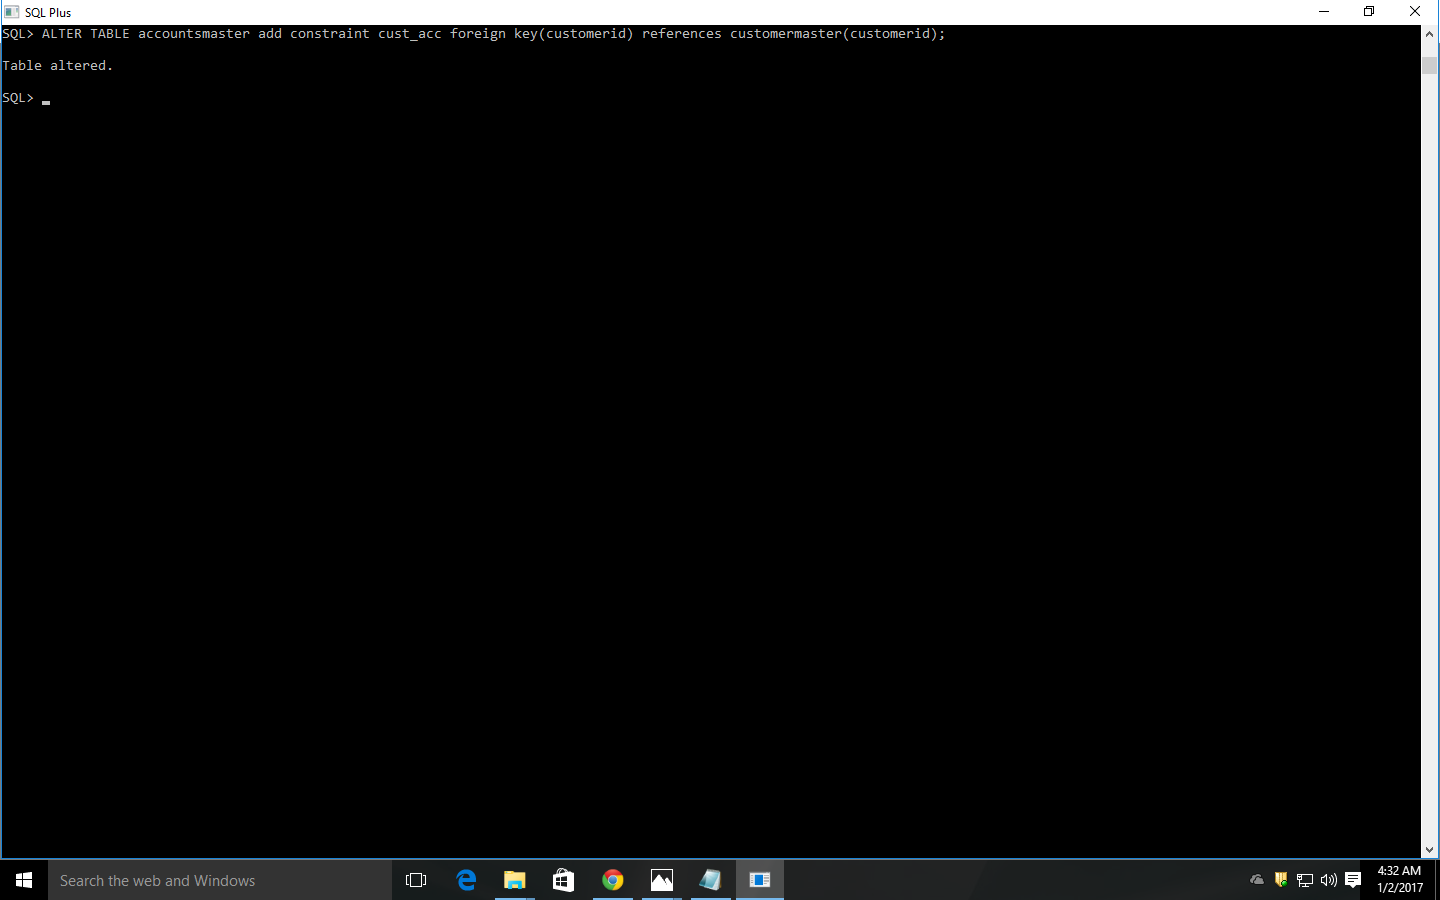 SQL Plus
SQL> ALTER TABLE accountsmaster add constraint cust_acc foreign key(customerid) references customermaster(customerid);
Table altered.
SQL>
Search the web and Windows
4:32 AM
1/2/2017